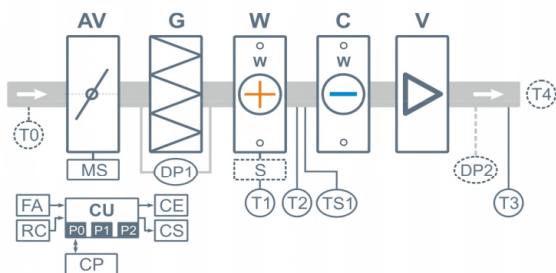 AV G W C V
w w
T0 T4
MS DP1 S DP2
T1 T2 TS1 T3
FA CU CE
RC P0 P1 P2 CS
CP